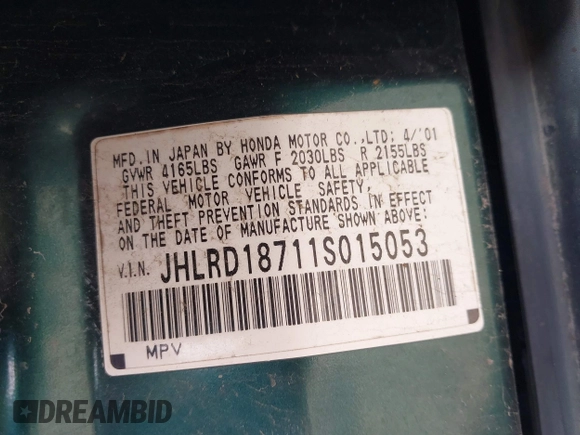 MFD. IN JAPAN BY HONDA MOTOR CO., LTD; 4/'01
GVWR 4165LBS GAWR F 2030LBS R 2155LBS
THIS VEHICLE CONFORMS TO ALL APPLICABLE
FEDERAL MOTOR VEHICLE SAFETY,
AND THEFT PREVENTION STANDARDS IN EFFECT
ON THE DATE OF MANUFACTURE SHOWN ABOVE:
V.I.N. JHLRD18711S015053
MPV
DREAMBID